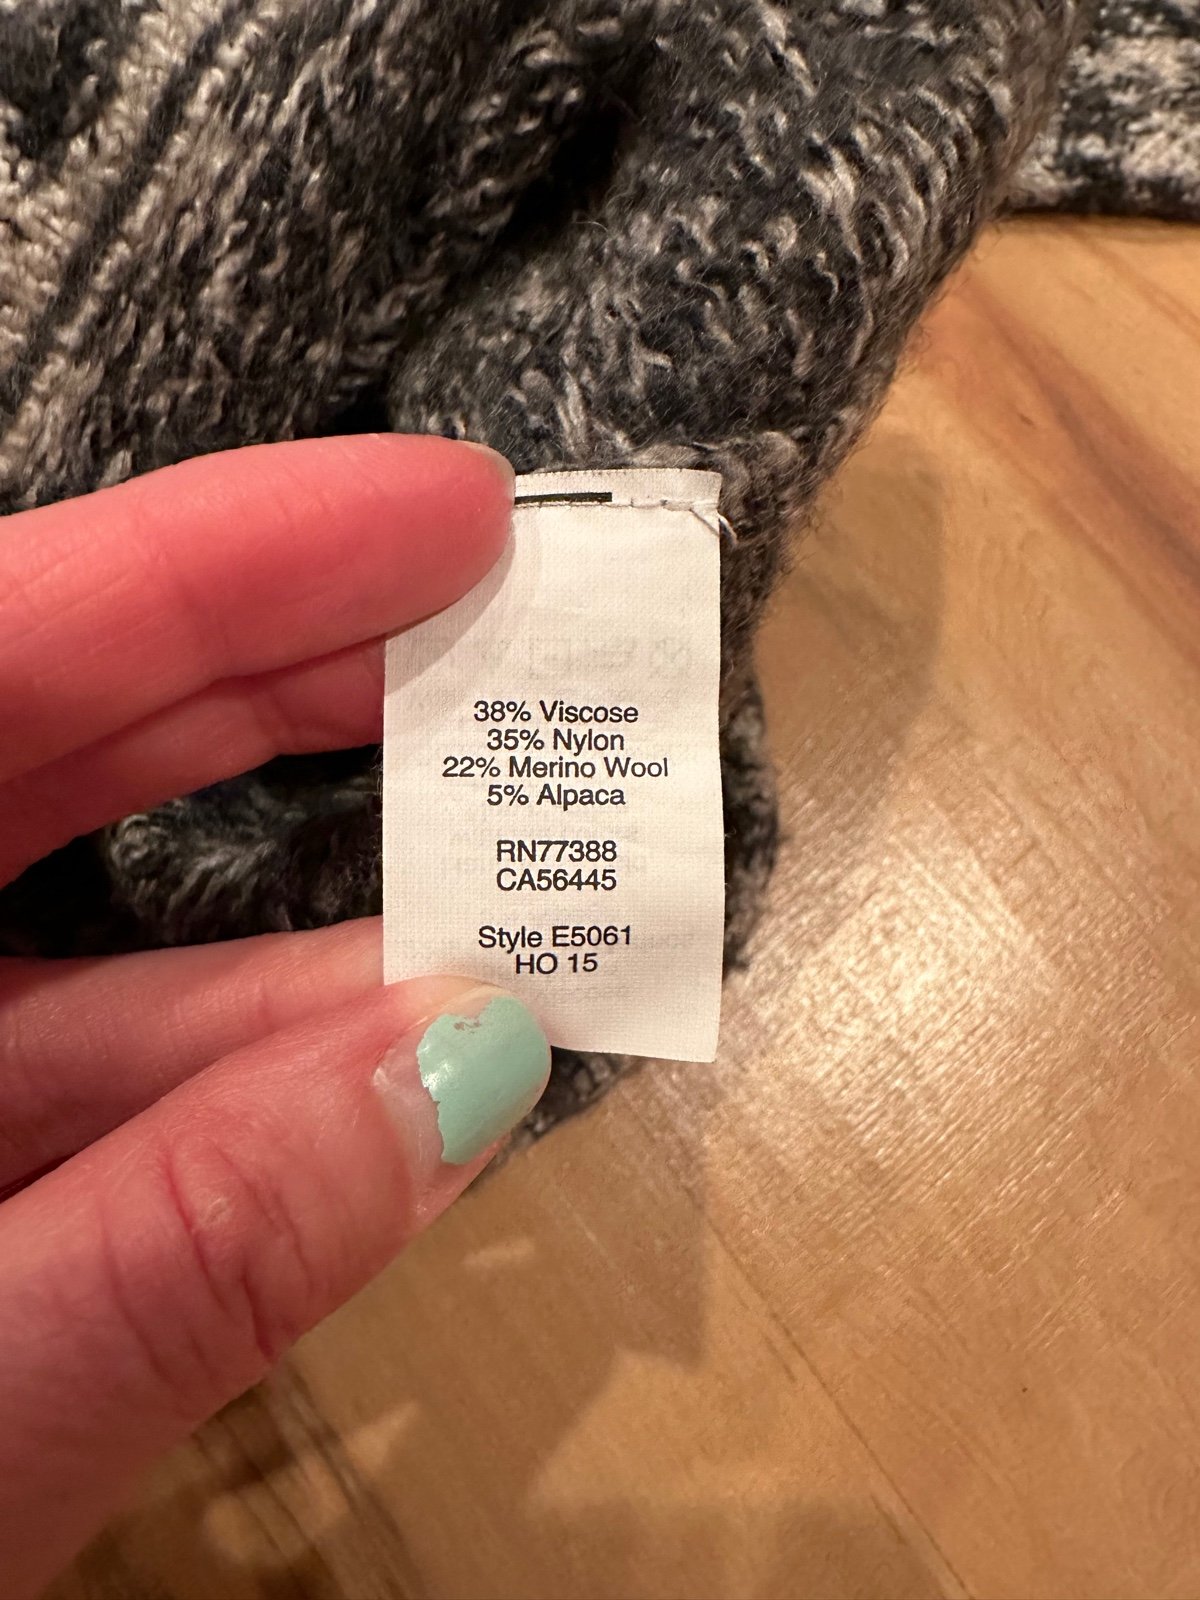 38% Viscose
35% Nylon
22% Merino Wool
5% Alpaca
RN77388
CA56445
Style E5061
HO 15